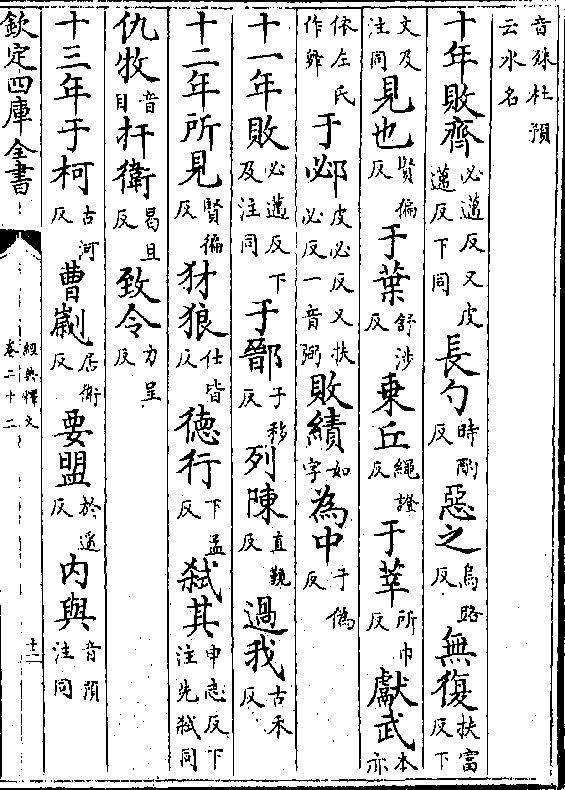 音殊杜預云水名
十年敗齊必邁反又皮邁反下同長勺時酌反惡之烏路反無復扶富反下
文及注同見也賢徧反于葉舒涉反乗丘繩證反于莘所巾反獻武本亦
依左氏作舞于邲皮必反又扶必反一音弼敗績如字為中于偽反
十一年敗必邁反下及注同于鄑子移反列陳直覲反過我古禾反
十二年所見賢徧反犲狼仕皆反徳行下孟反弑其申志反下注先弑同
仇牧音目扞衛曷旦反致令力呈反
十三年于柯古河反曹劌居衛反要盟於遥反内與音預注同
欽定四庫全書
經典釋文
卷二十二
十二